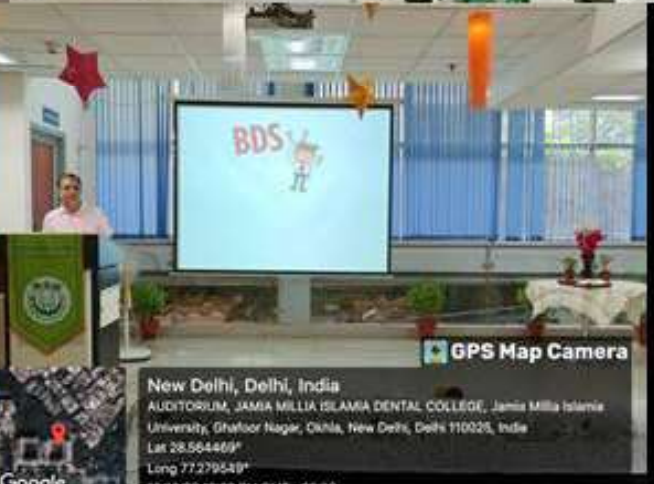 BDS
GPS Map Camera
New Delhi, Delhi, India
AUDITORIUM, JAMIA MILLIA ISLAMIA DENTAL COLLEGE, Jamia Millia Islamia
University, Ghafoor Nagar, Okhla, New Delhi, Delhi 110025, India
Lat 28.564469°
Long 77.279549°
Google